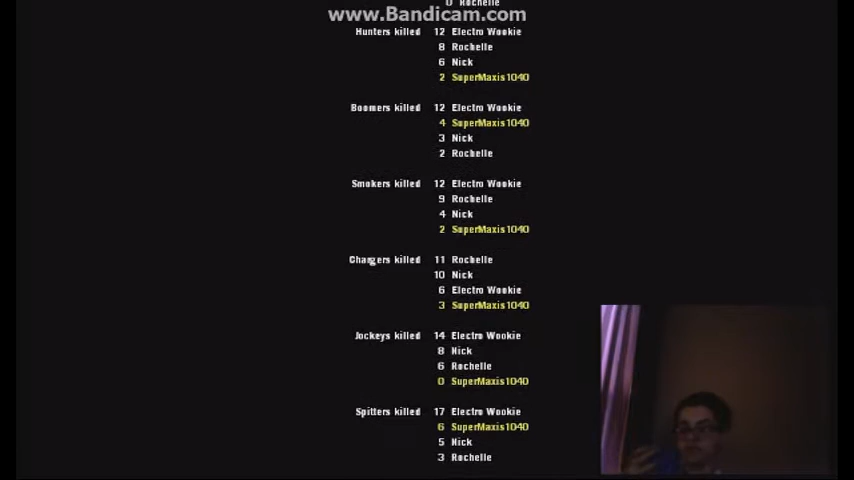 0 Rochelle
www.Bandicam.com
Hunters killed 12 Electro Wookie
8 Rochelle
6 Nick
2 SuperMaxis1040
Boomers killed 12 Electro Wookie
4 SuperMaxis1040
3 Nick
2 Rochelle
Smokers killed 12 Electro Wookie
9 Rochelle
4 Nick
2 SuperMaxis1040
Chargers killed 11 Rochelle
10 Nick
6 Electro Wookie
3 SuperMaxis1040
Jockeys killed 14 Electro Wookie
8 Nick
6 Rochelle
0 SuperMaxis1040
Spitters killed 17 Electro Wookie
6 SuperMaxis1040
5 Nick
3 Rochelle